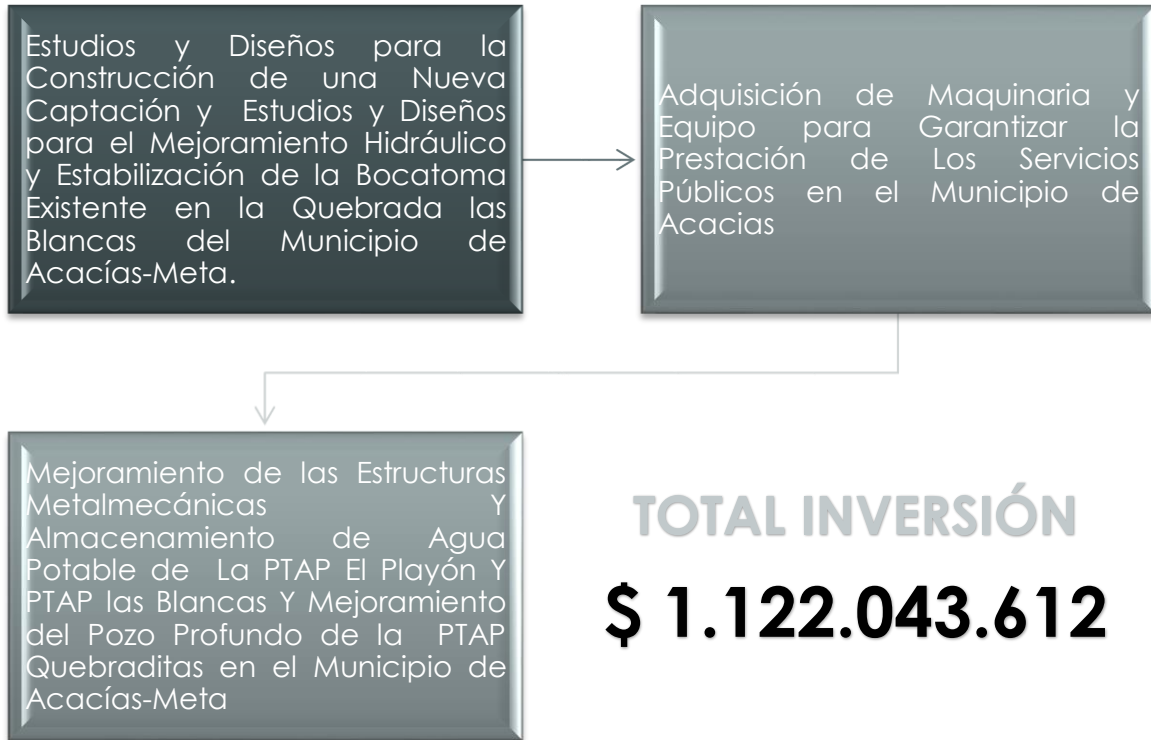 Estudios y Diseños para la
Construcción de una Nueva
Captación y Estudios y Diseños
para el Mejoramiento Hidráulico
y Estabilización de la Bocatoma
Existente en la Quebrada las
Blancas del Municipio de
Acacías-Meta.
Adquisición de Maquinaria y
Equipo para Garantizar la
Prestación de Los Servicios
Públicos en el Municipio de
Acacias
Mejoramiento de las Estructuras
Metalmecánicas Y
Almacenamiento de Agua
Potable de La PTAP El Playón Y
PTAP las Blancas Y Mejoramiento
del Pozo Profundo de la PTAP
Quebraditas en el Municipio de
Acacías-Meta
TOTAL INVERSIÓN
$ 1.122.043.612